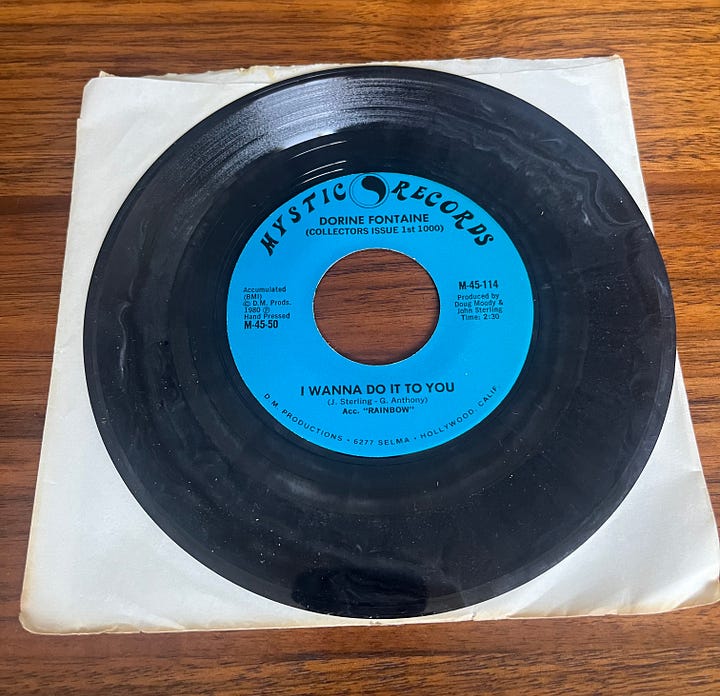 MYSTIC RECORDS
DORINE FONTAINE
(COLLECTORS ISSUE 1st 1000)
Accumulated
(BMI)
© D.M. Prods.
1980 ℗
Hand Pressed
M-45-50
M-45-114
Produced by
Doug Moody &
John Sterling
Time: 2:30
I WANNA DO IT TO YOU
(J. Sterling - G. Anthony)
Acc. "RAINBOW"
D.M. PRODUCTIONS • 6277 SELMA • HOLLYWOOD, CALIF.